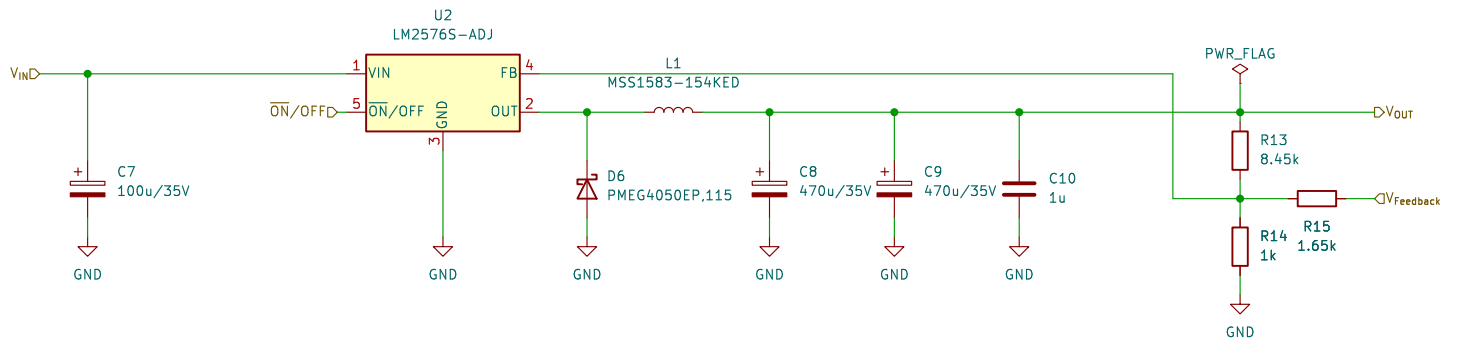 U2
LM2576S-ADJ
PWR_FLAG
L1
MSS1583-154KED
VIN
1
VIN
FB
4
ON/OFF
5
ON/OFF
GND
OUT
2
VOUT
3
R13
8.45k
C7
100u/35V
D6
PMEG4050EP,115
C8
470u/35V
C9
470u/35V
C10
1u
VFeedback
R14
1k
R15
1.65k
GND
GND
GND
GND
GND
GND
GND